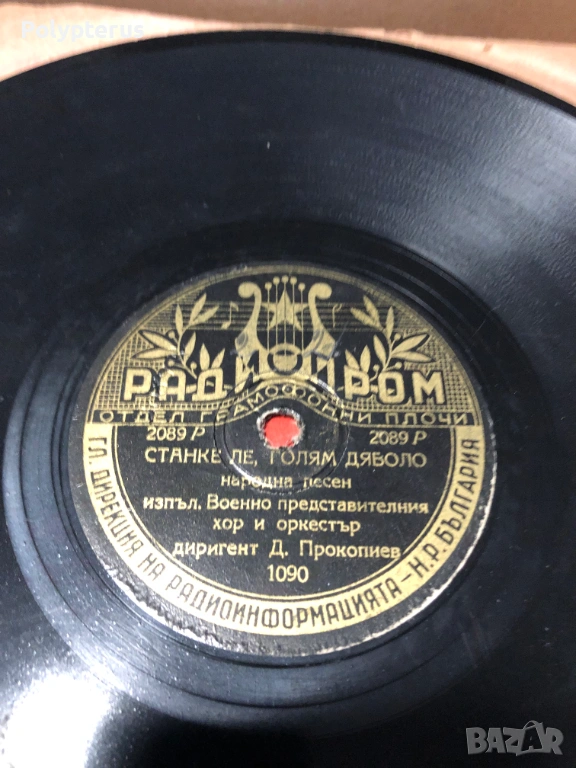 Polypterus
РАДИОПРОМ
ОТДЕЛ ГРАМОФОННИ ПЛОЧИ
2089 P 2089 P
СТАНКЕ ЛЕ, ГОЛЯМ ДЯВОЛО
народна песен
изпъл. Военно представителния
хор и оркестър
диригент Д. Прокопиев
1090
ГЛ. ДИРЕКЦИЯ НА РАДИОИНФОРМАЦИЯТА – Н.Р. БЪЛГАРИЯ
BAZAR